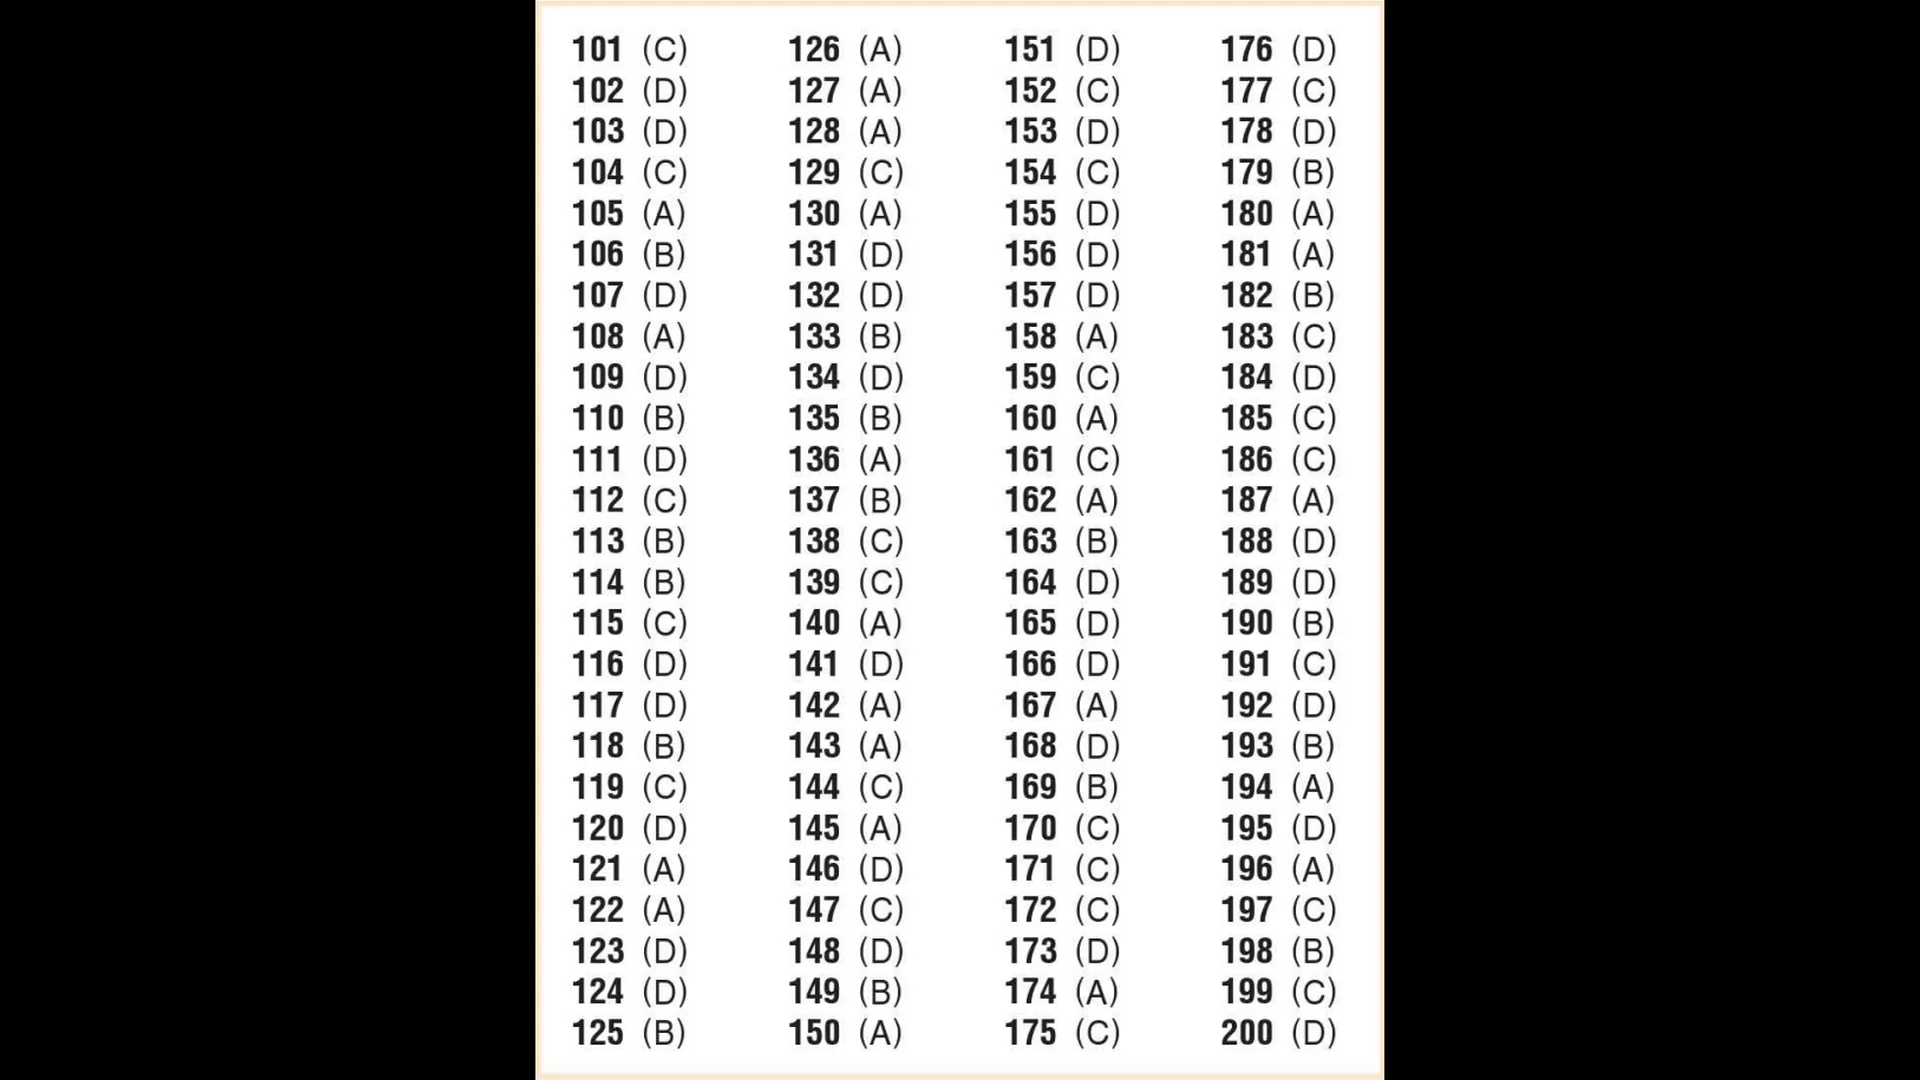 101 (C) 126 (A) 151 (D) 176 (D)
102 (D) 127 (A) 152 (C) 177 (C)
103 (D) 128 (A) 153 (D) 178 (D)
104 (C) 129 (C) 154 (C) 179 (B)
105 (A) 130 (A) 155 (D) 180 (A)
106 (B) 131 (D) 156 (D) 181 (A)
107 (D) 132 (D) 157 (D) 182 (B)
108 (A) 133 (B) 158 (A) 183 (C)
109 (D) 134 (D) 159 (C) 184 (D)
110 (B) 135 (B) 160 (A) 185 (C)
111 (D) 136 (A) 161 (C) 186 (C)
112 (C) 137 (B) 162 (A) 187 (A)
113 (B) 138 (C) 163 (B) 188 (D)
114 (B) 139 (C) 164 (D) 189 (D)
115 (C) 140 (A) 165 (D) 190 (B)
116 (D) 141 (D) 166 (D) 191 (C)
117 (D) 142 (A) 167 (A) 192 (D)
118 (B) 143 (A) 168 (D) 193 (B)
119 (C) 144 (C) 169 (B) 194 (A)
120 (D) 145 (A) 170 (C) 195 (D)
121 (A) 146 (D) 171 (C) 196 (A)
122 (A) 147 (C) 172 (C) 197 (C)
123 (D) 148 (D) 173 (D) 198 (B)
124 (D) 149 (B) 174 (A) 199 (C)
125 (B) 150 (A) 175 (C) 200 (D)